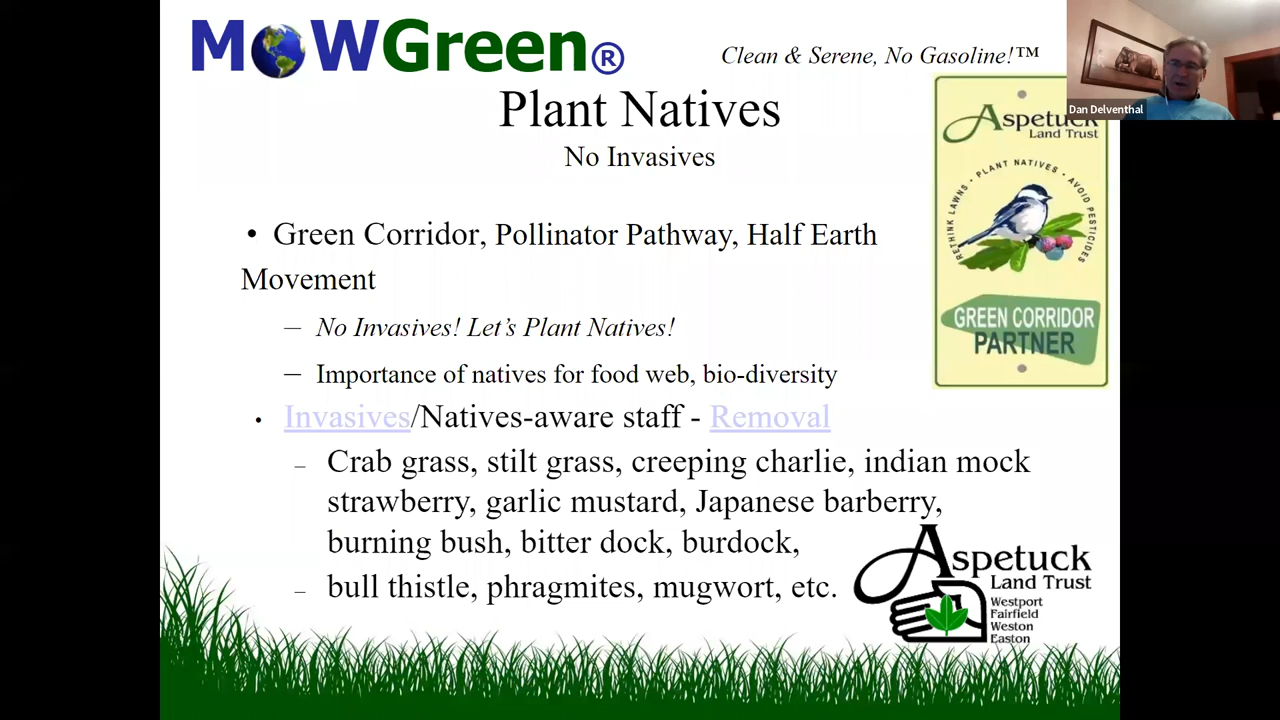 MOWGreen®
Clean & Serene, No Gasoline!™
Dan Delventhal
Plant Natives
No Invasives
Aspetuck
Land Trust
RETHINK LAWNS • PLANT NATIVES • AVOID PESTICIDES
GREEN CORRIDOR
PARTNER
• Green Corridor, Pollinator Pathway, Half Earth
Movement
– No Invasives! Let's Plant Natives!
– Importance of natives for food web, bio-diversity
• Invasives/Natives-aware staff - Removal
– Crab grass, stilt grass, creeping charlie, indian mock
strawberry, garlic mustard, Japanese barberry,
burning bush, bitter dock, burdock,
– bull thistle, phragmites, mugwort, etc.
Aspetuck
Land Trust
Westport
Fairfield
Weston
Easton